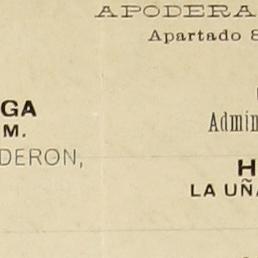 APODERA
Apartado 8
GA
M.
DERON,
Admin
H
LA UÑA